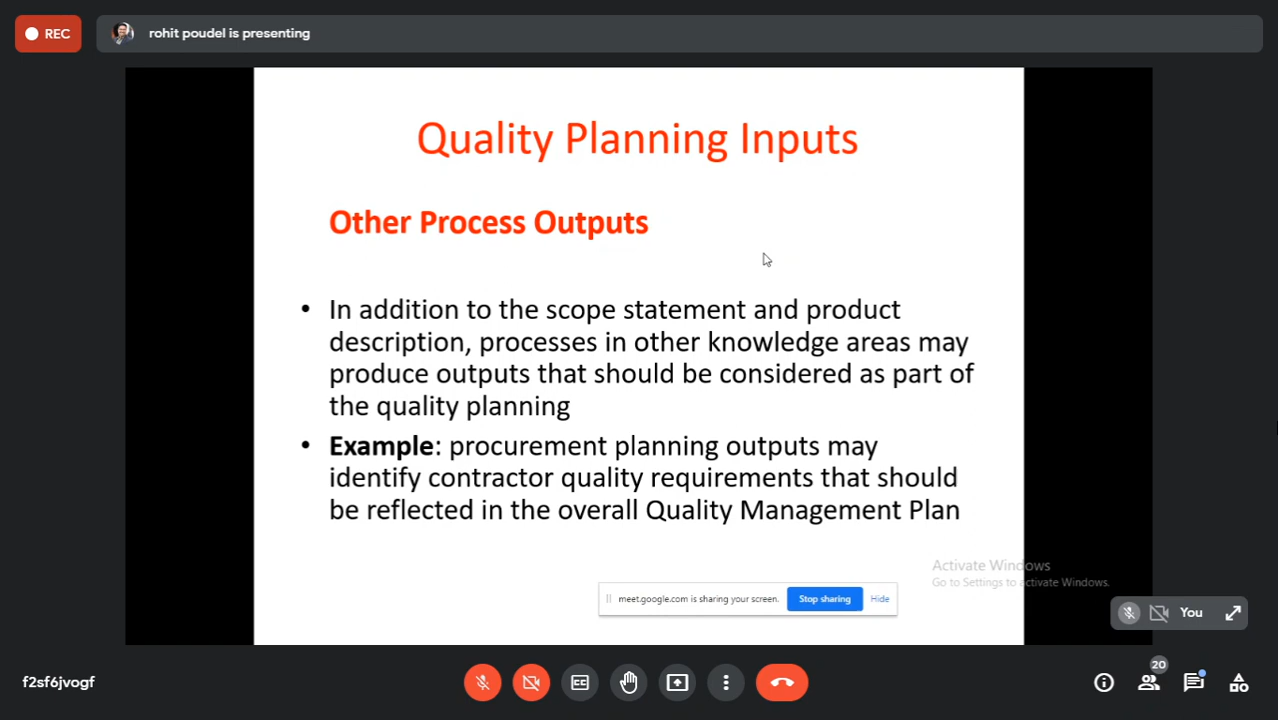 REC
rohit poudel is presenting
Quality Planning Inputs
Other Process Outputs
• In addition to the scope statement and product
description, processes in other knowledge areas may
produce outputs that should be considered as part of
the quality planning
• Example: procurement planning outputs may
identify contractor quality requirements that should
be reflected in the overall Quality Management Plan
Activate Windows
Go to Settings to activate Windows.
meet.google.com is sharing your screen. Stop sharing Hide
You
f2sf6jvogf
CC
20